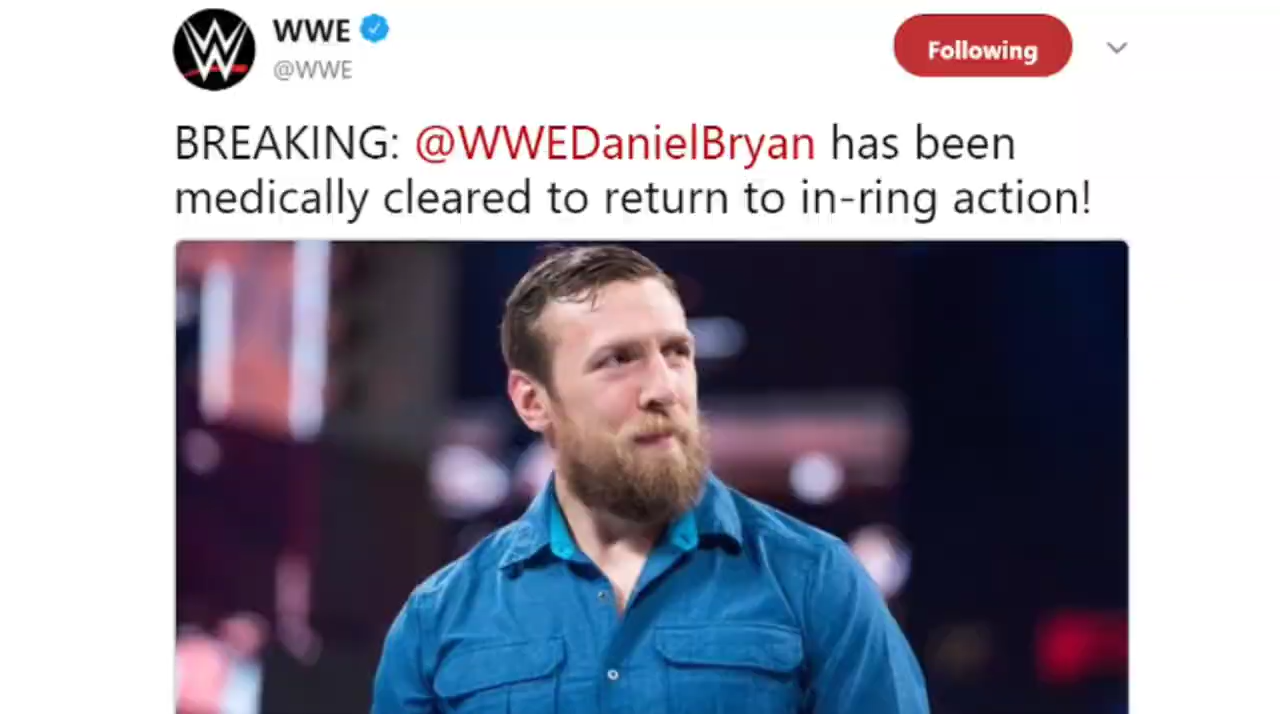 WWE
@WWE
Following
BREAKING: @WWEDanielBryan has been
medically cleared to return to in-ring action!